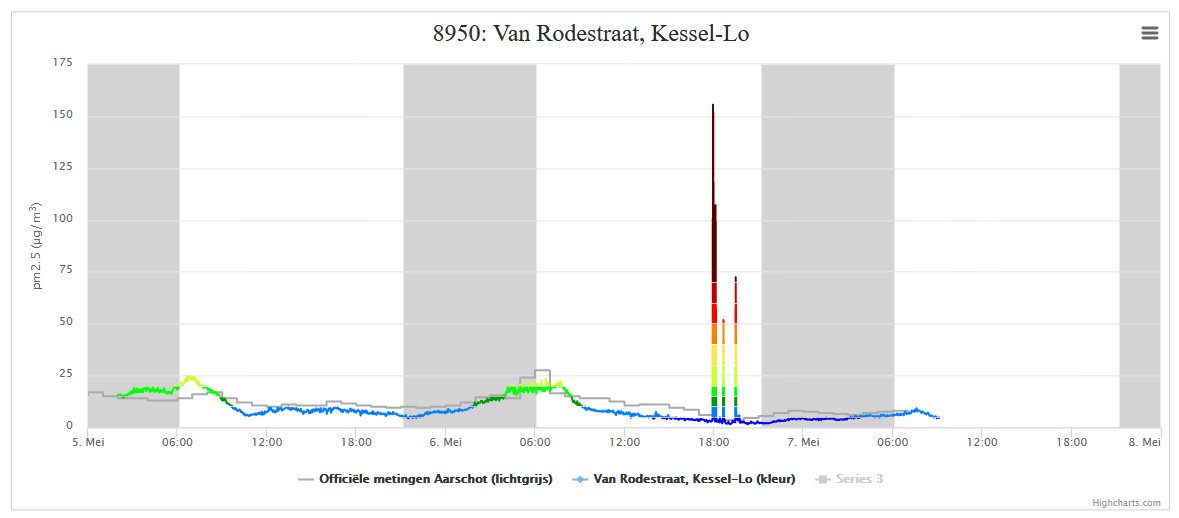 8950: Van Rodestraat, Kessel-Lo
175
150
125
100
75
50
25
0
pm2.5 (µg/m³)
5. Mei 06:00 12:00 18:00 6. Mei 06:00 12:00 18:00 7. Mei 06:00 12:00 18:00 8. Mei
Officiële metingen Aarschot (lichtgrijs) Van Rodestraat, Kessel-Lo (kleur) Series 3
Highcharts.com